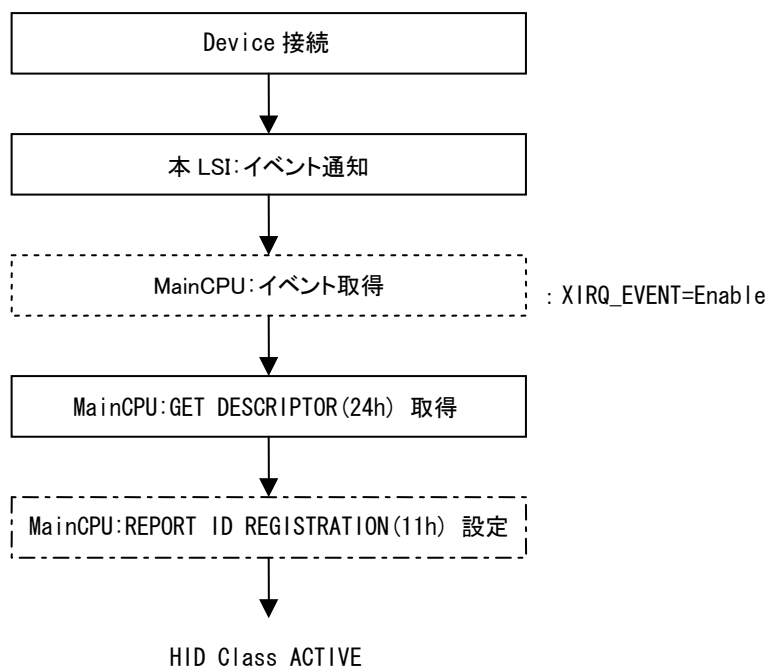 Device 接続
本 LSI:イベント通知
MainCPU:イベント取得
: XIRQ_EVENT=Enable
MainCPU:GET DESCRIPTOR(24h) 取得
MainCPU:REPORT ID REGISTRATION(11h) 設定
HID Class ACTIVE